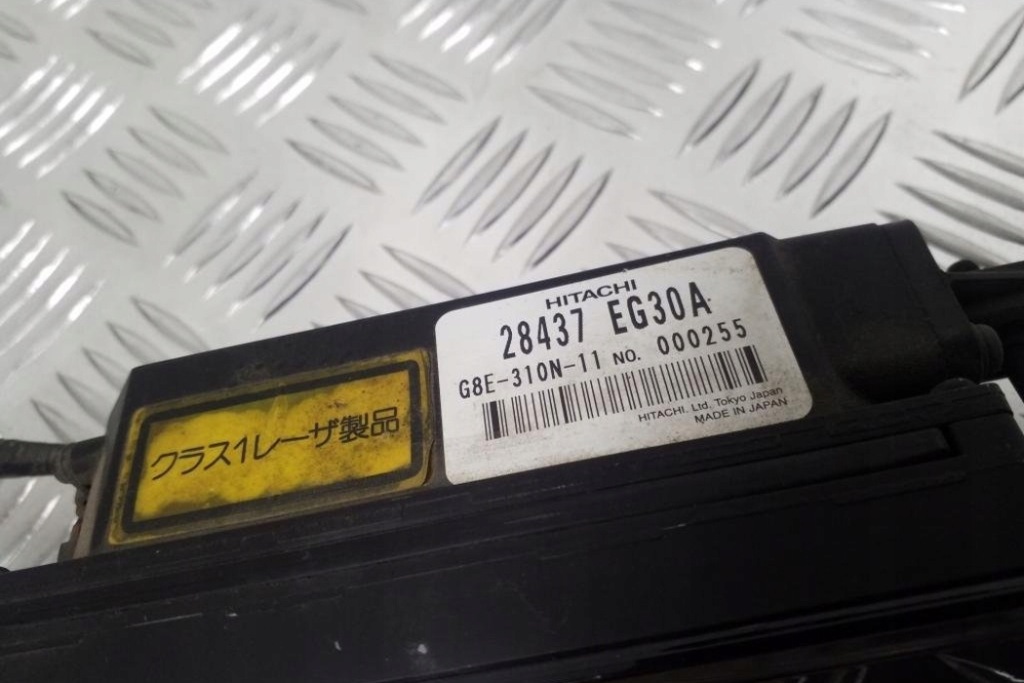 HITACHI
28437 EG30A
G8E-310N-11 NO. 000255
HITACHI. Ltd. Tokyo Japan
MADE IN JAPAN
クラス1レーザ製品